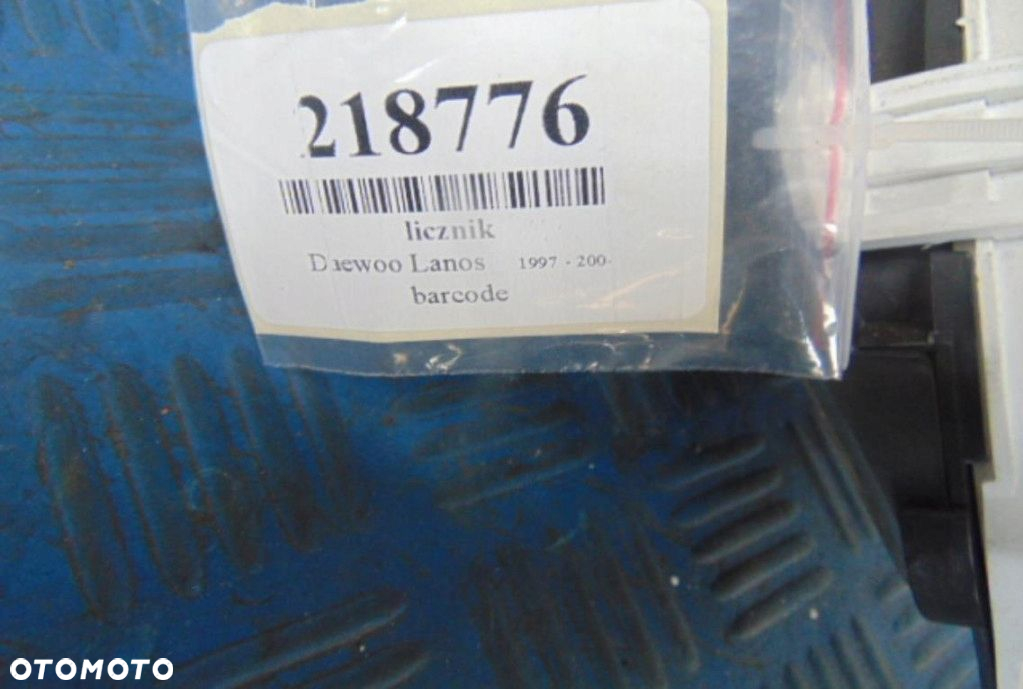 218776
licznik
Daewoo Lanos 1997 - 200
barcode
OTOMOTO